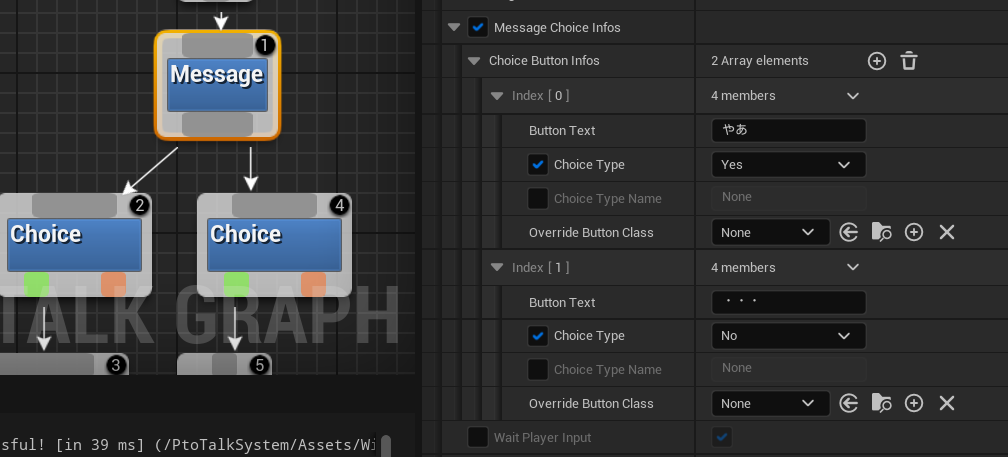 1
Message
2
Choice
4
Choice
TALK GRAPH
3
5
sful! [in 39 ms] (/PtoTalkSystem/Assets/Wi
Message Choice Infos
Choice Button Infos
2 Array elements
Index [ 0 ]
4 members
Button Text
やあ
Choice Type
Yes
Choice Type Name
None
Override Button Class
None
Index [ 1 ]
4 members
Button Text
・・・
Choice Type
No
Choice Type Name
None
Override Button Class
None
Wait Player Input